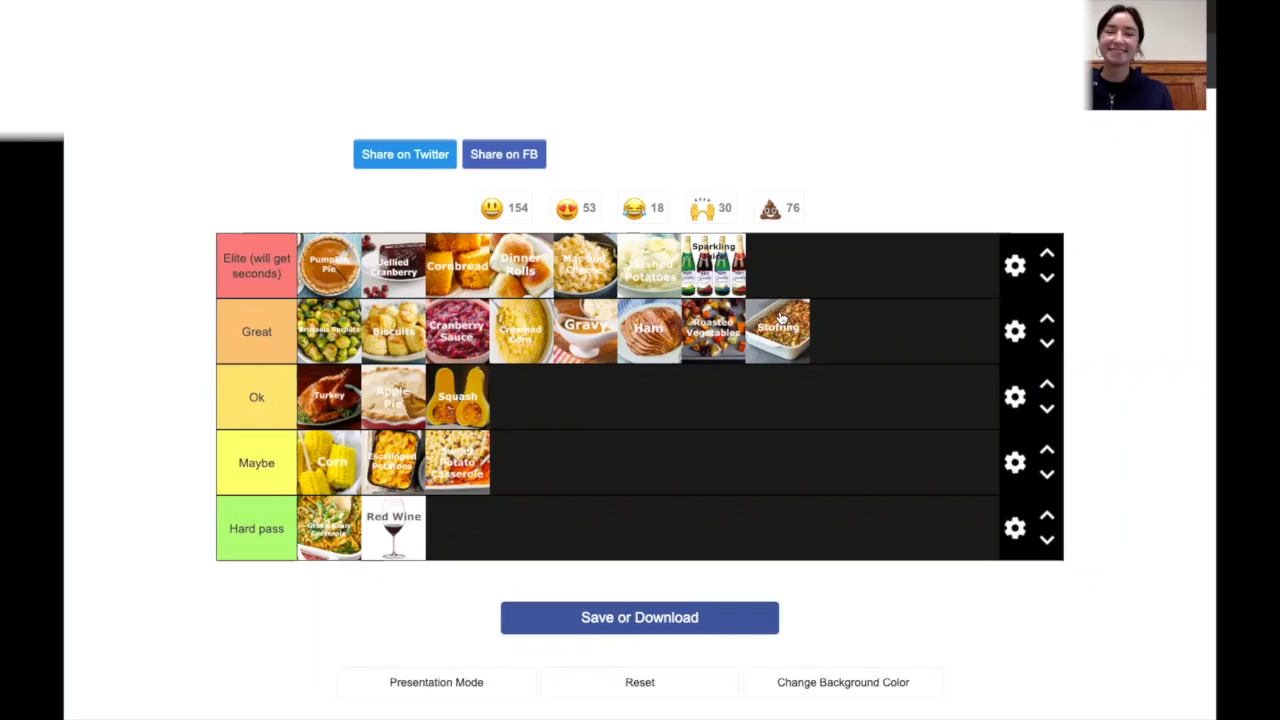 Share on Twitter Share on FB
154 53 18 30 76
Elite (will get
seconds)
Pumpkin
Pie
Jellied
Cranberry
Cornbread
Dinner
Rolls
Mac and
Cheese
Mashed
Potatoes
Sparkling
Juice
Great
Brussels Sprouts
Biscuits
Cranberry
Sauce
Creamed
Corn
Gravy
Ham
Roasted
Vegetables
Stuffing
Ok
Turkey
Apple
Pie
Squash
Maybe
Corn
Escalloped
Potatoes
Sweet
Potato
Casserole
Hard pass
Green Bean
Casserole
Red Wine
Save or Download
Presentation Mode Reset Change Background Color